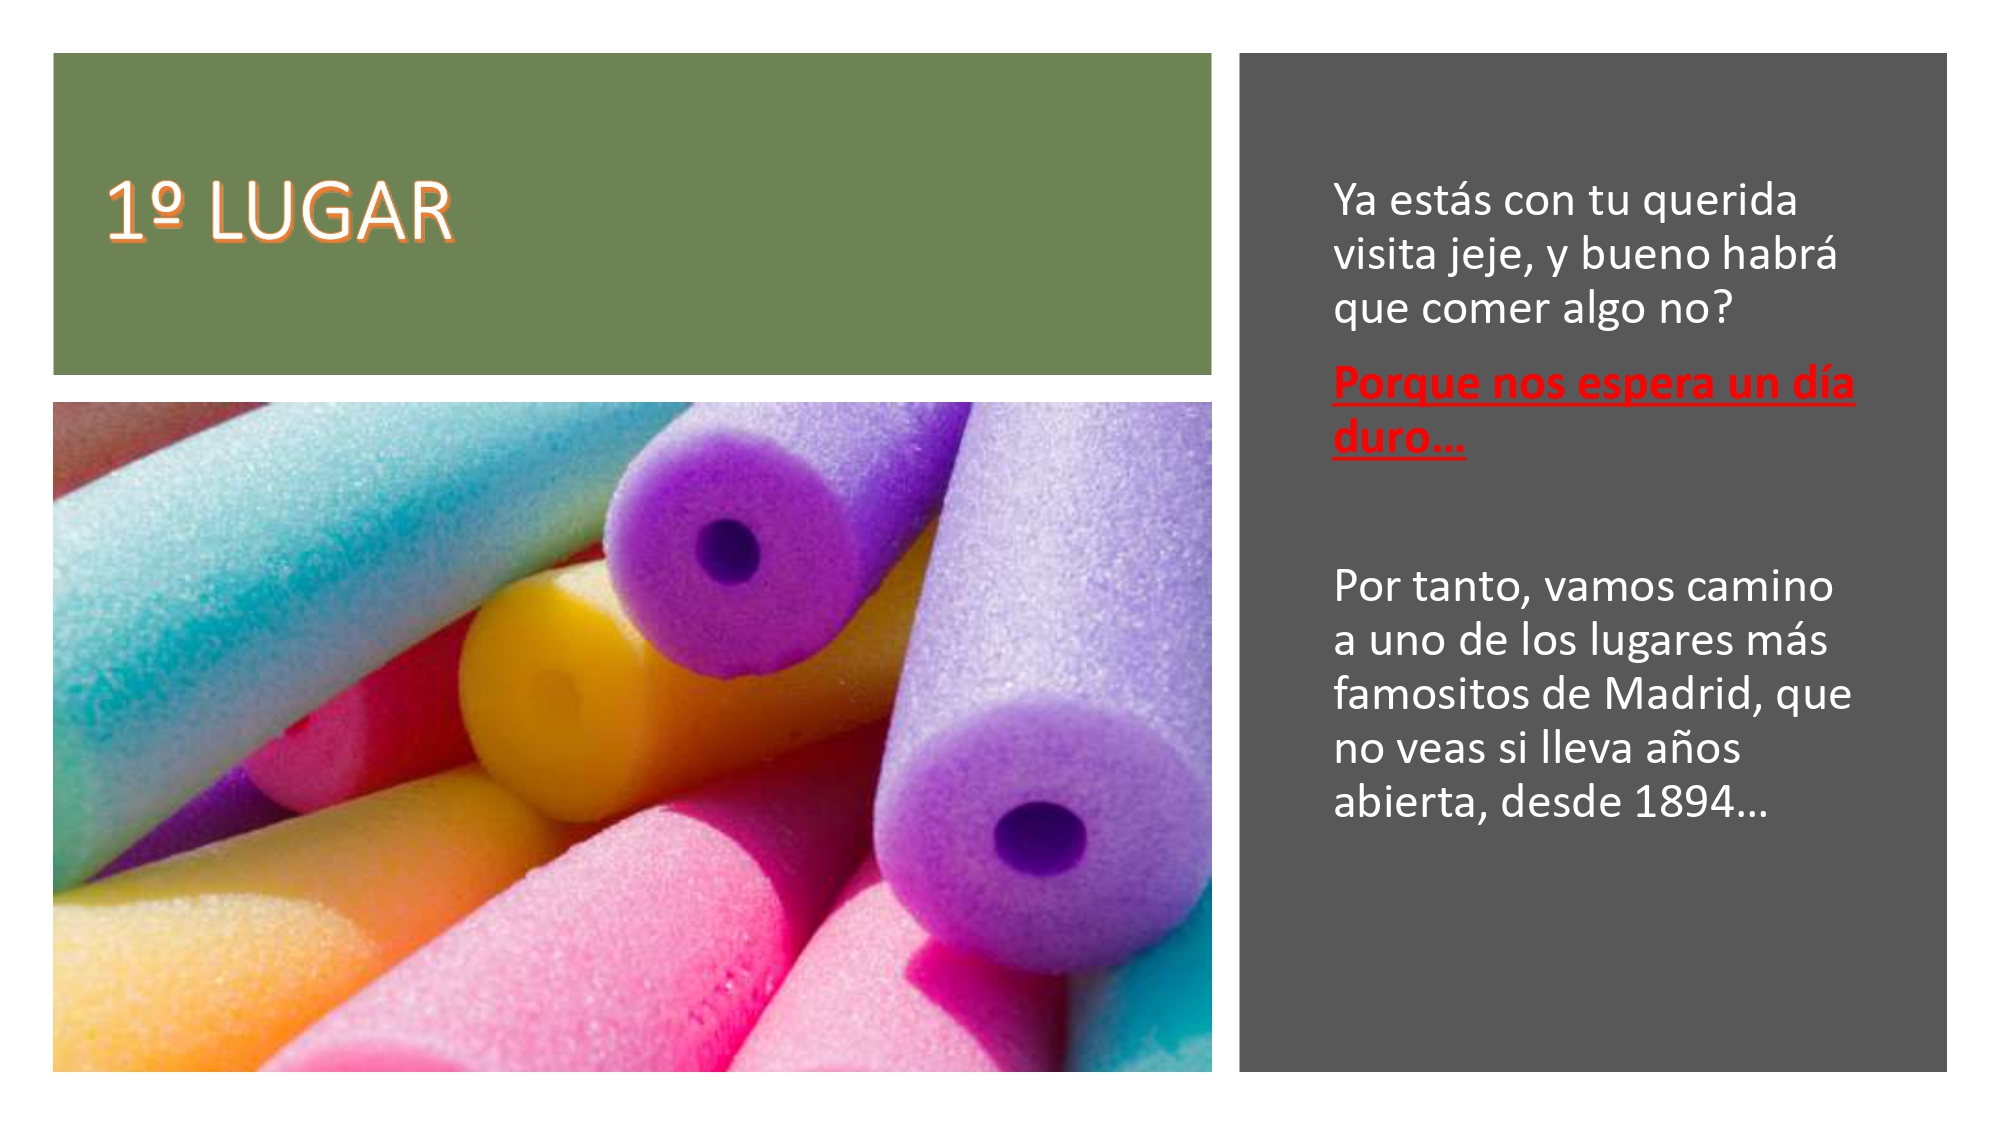 1º LUGAR
Ya estás con tu querida
visita jeje, y bueno habrá
que comer algo no?
Porque nos espera un día
duro...
Por tanto, vamos camino
a uno de los lugares más
famositos de Madrid, que
no veas si lleva años
abierta, desde 1894...